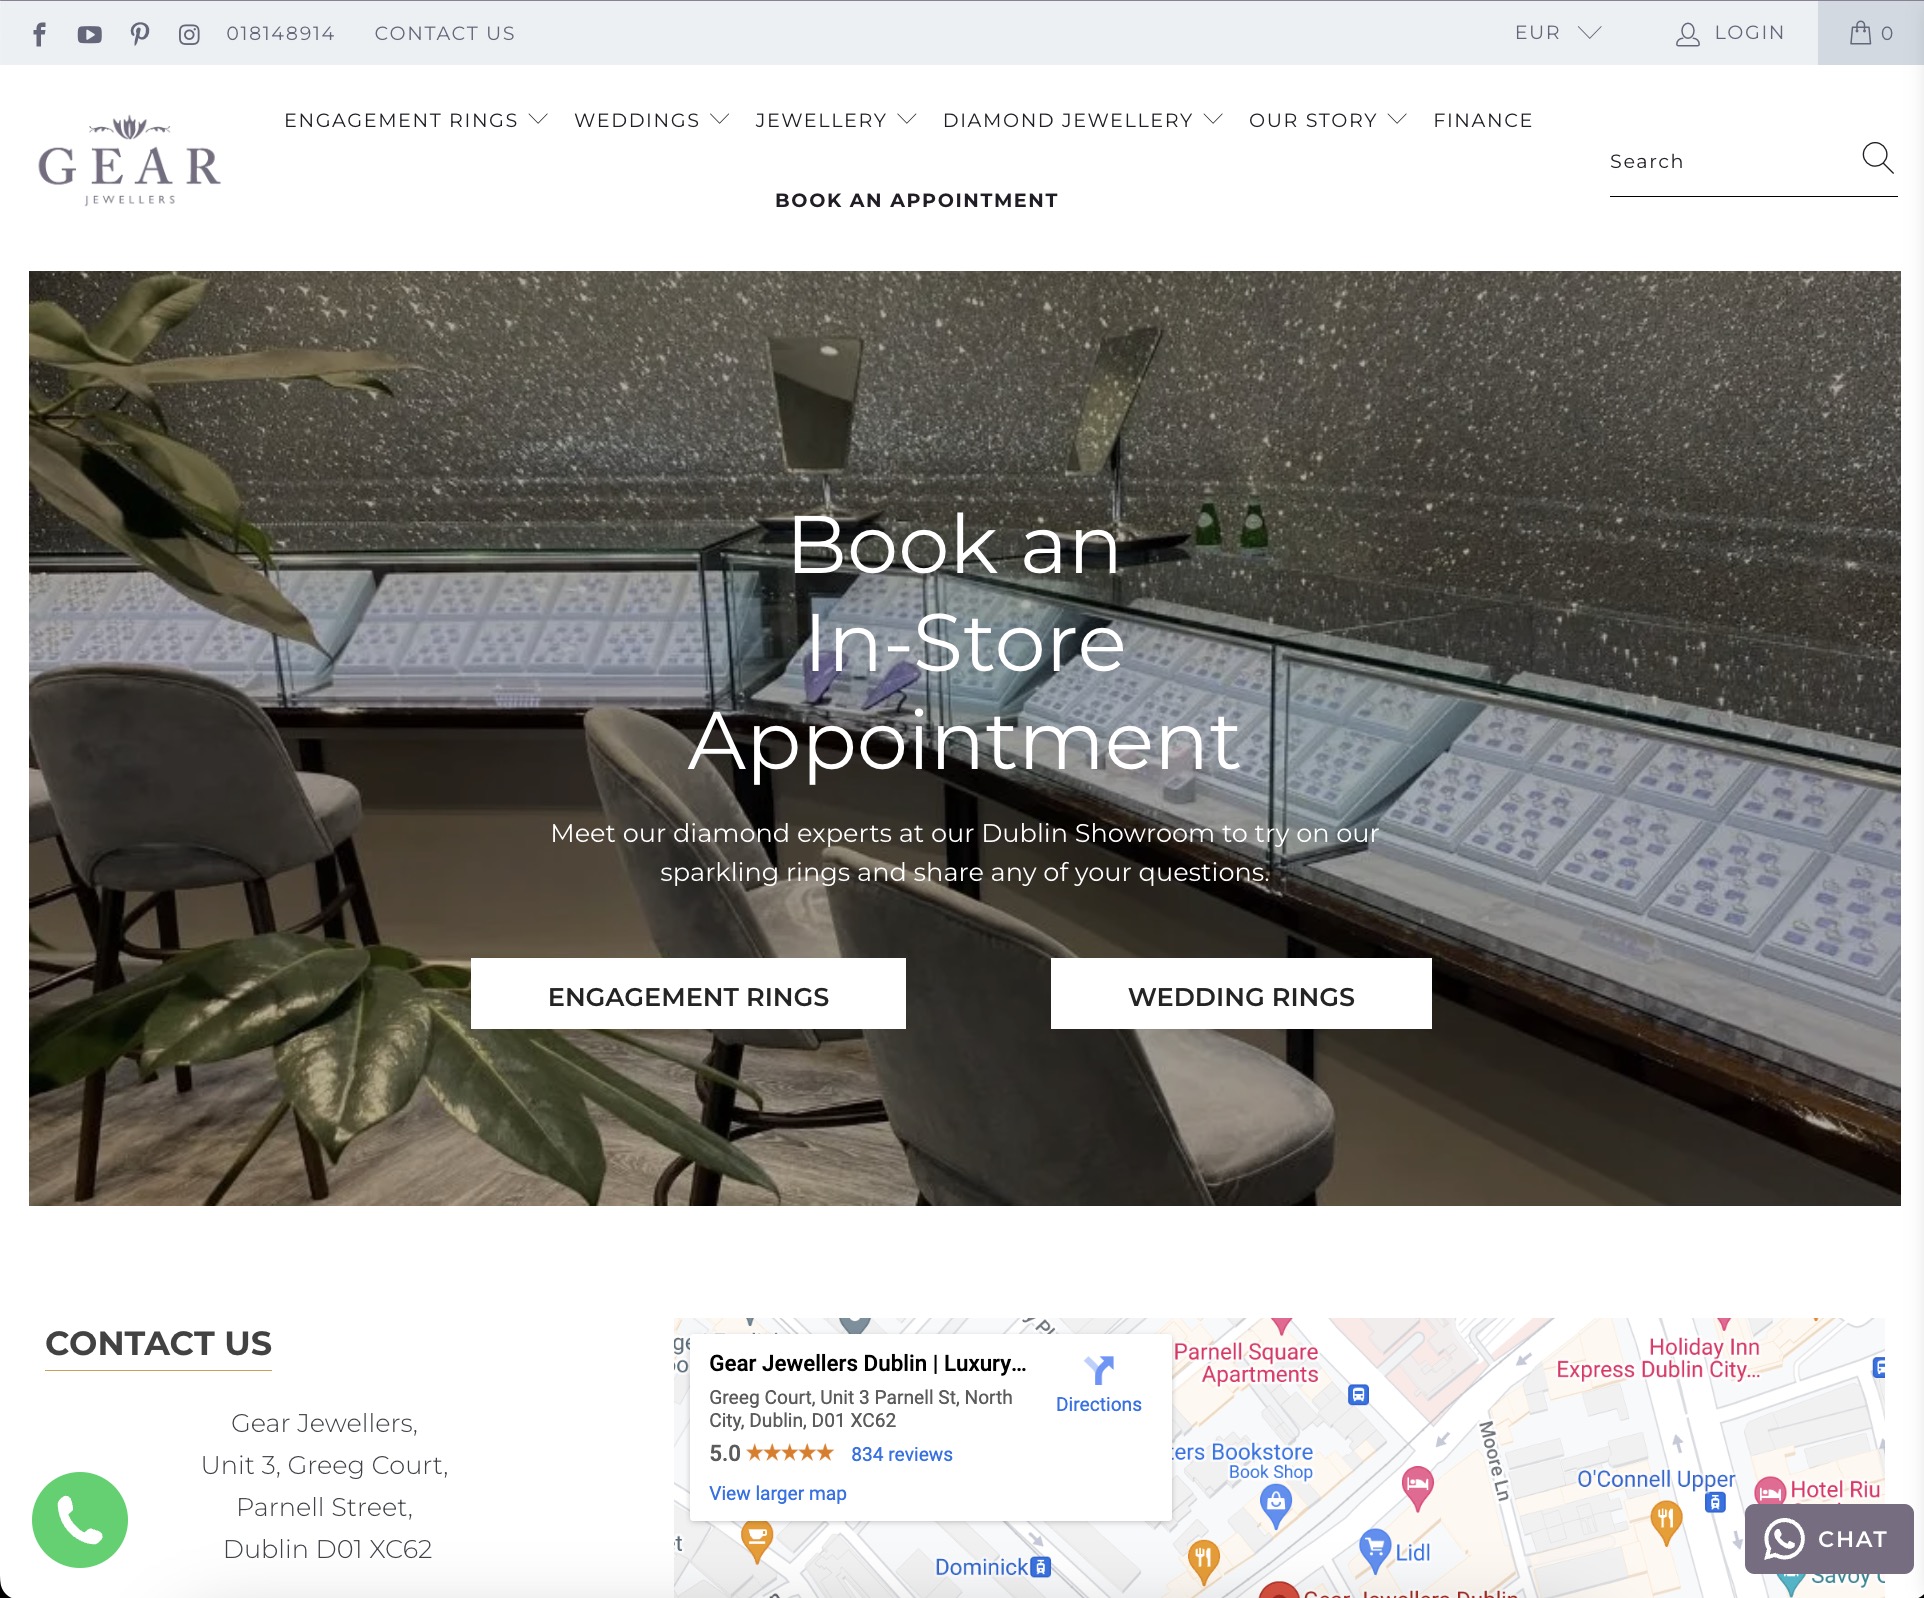 018148914 CONTACT US EUR LOGIN 0
GEAR
JEWELLERS
ENGAGEMENT RINGS WEDDINGS JEWELLERY DIAMOND JEWELLERY OUR STORY FINANCE
Search
BOOK AN APPOINTMENT
Book an
In-Store
Appointment
Meet our diamond experts at our Dublin Showroom to try on our
sparkling rings and share any of your questions.
ENGAGEMENT RINGS WEDDING RINGS
CONTACT US
Gear Jewellers,
Unit 3, Greeg Court,
Parnell Street,
Dublin D01 XC62
Gear Jewellers Dublin | Luxury...
Greeg Court, Unit 3 Parnell St, North
City, Dublin, D01 XC62
5.0 834 reviews
View larger map
Directions
Parnell Square
Apartments
Holiday Inn
Express Dublin City...
Bookstore
Book Shop
Moore Ln
O'Connell Upper
Hotel Riu
Dominick
Lidl
Gear Jewellers Dublin
Savoy
CHAT